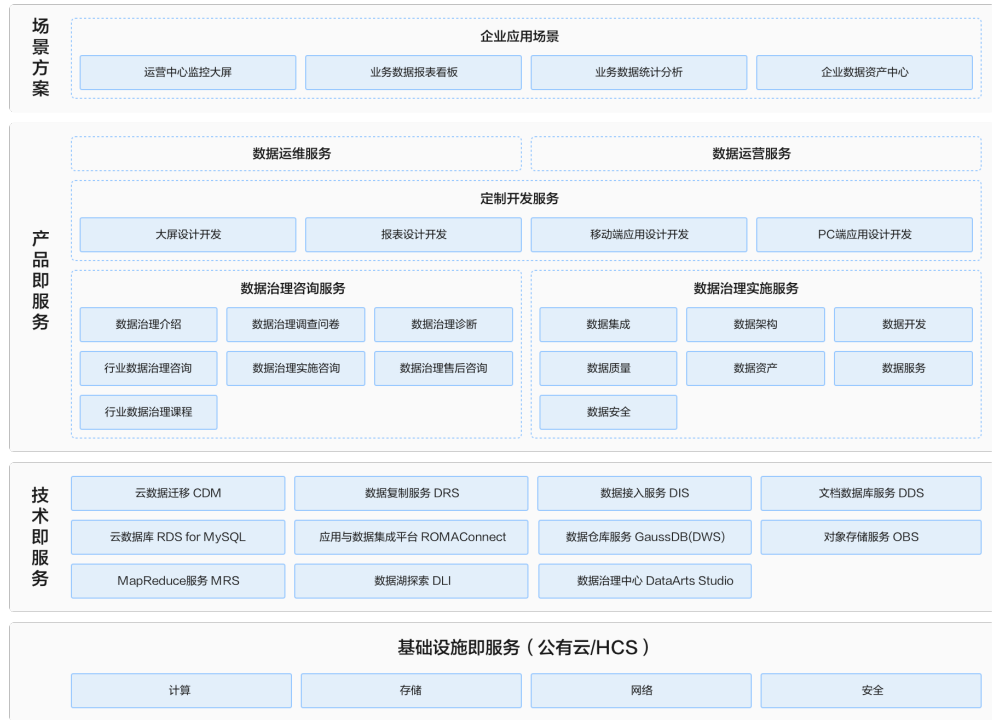 场景方案
企业应用场景
运营中心监控大屏
业务数据报表看板
业务数据统计分析
企业数据资产中心
产品即服务
数据运维服务
数据运营服务
定制开发服务
大屏设计开发
报表设计开发
移动端应用设计开发
PC端应用设计开发
数据治理咨询服务
数据治理介绍
数据治理调查问卷
数据治理诊断
行业数据治理咨询
数据治理实施咨询
数据治理售后咨询
行业数据治理课程
数据治理实施服务
数据集成
数据架构
数据开发
数据质量
数据资产
数据服务
数据安全
技术即服务
云数据迁移 CDM
数据复制服务 DRS
数据接入服务 DIS
文档数据库服务 DDS
云数据库 RDS for MySQL
应用与数据集成平台 ROMAConnect
数据仓库服务 GaussDB(DWS)
对象存储服务 OBS
MapReduce服务 MRS
数据湖探索 DLI
数据治理中心 DataArts Studio
基础设施即服务（公有云/HCS）
计算
存储
网络
安全